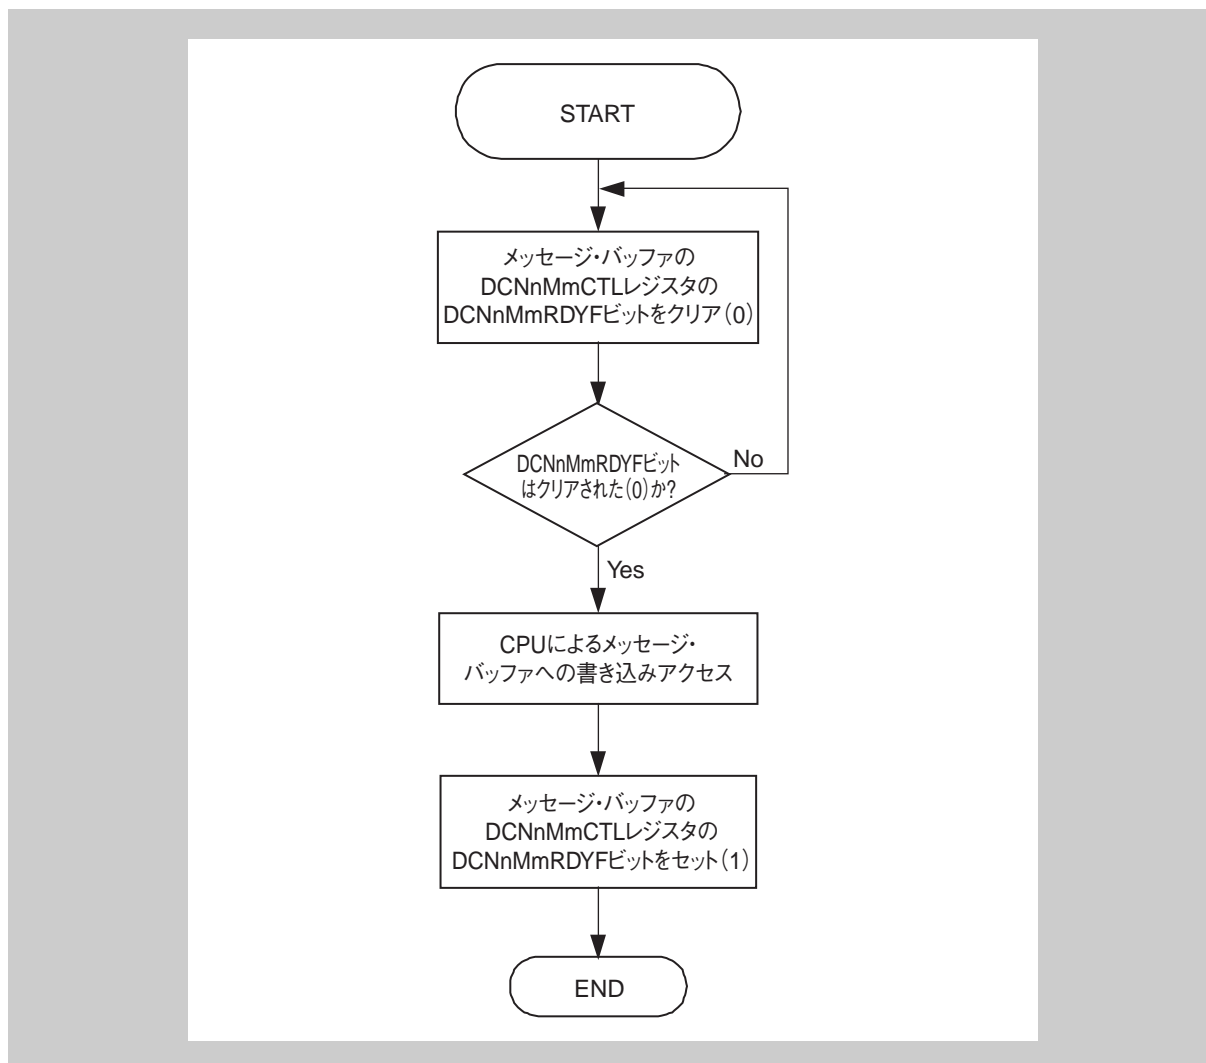 START
メッセージ・バッファの
DCNnMmCTLレジスタの
DCNnMmRDYFビットをクリア（0）
DCNnMmRDYFビット
はクリアされた（0）か？
No
Yes
CPUによるメッセージ・
バッファへの書き込みアクセス
メッセージ・バッファの
DCNnMmCTLレジスタの
DCNnMmRDYFビットをセット（1）
END